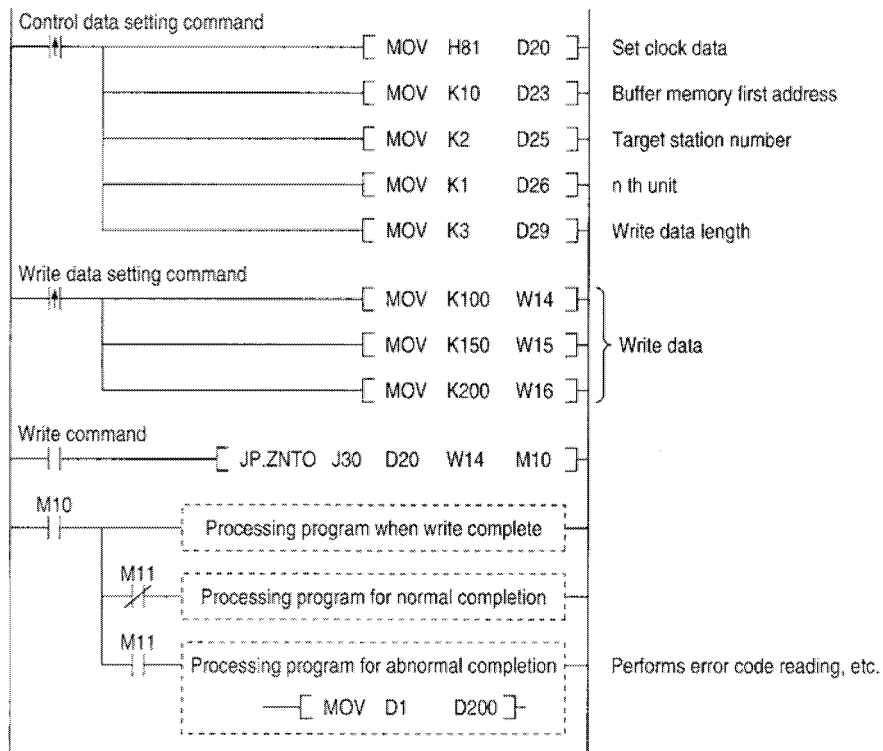 Control data setting command
MOV H81 D20 Set clock data
MOV K10 D23 Buffer memory first address
MOV K2 D25 Target station number
MOV K1 D26 n th unit
MOV K3 D29 Write data length
Write data setting command
MOV K100 W14
MOV K150 W15 Write data
MOV K200 W16
Write command
JP.ZNTO J30 D20 W14 M10
M10
Processing program when write complete
M11
Processing program for normal completion
M11
Processing program for abnormal completion Performs error code reading, etc.
MOV D1 D200